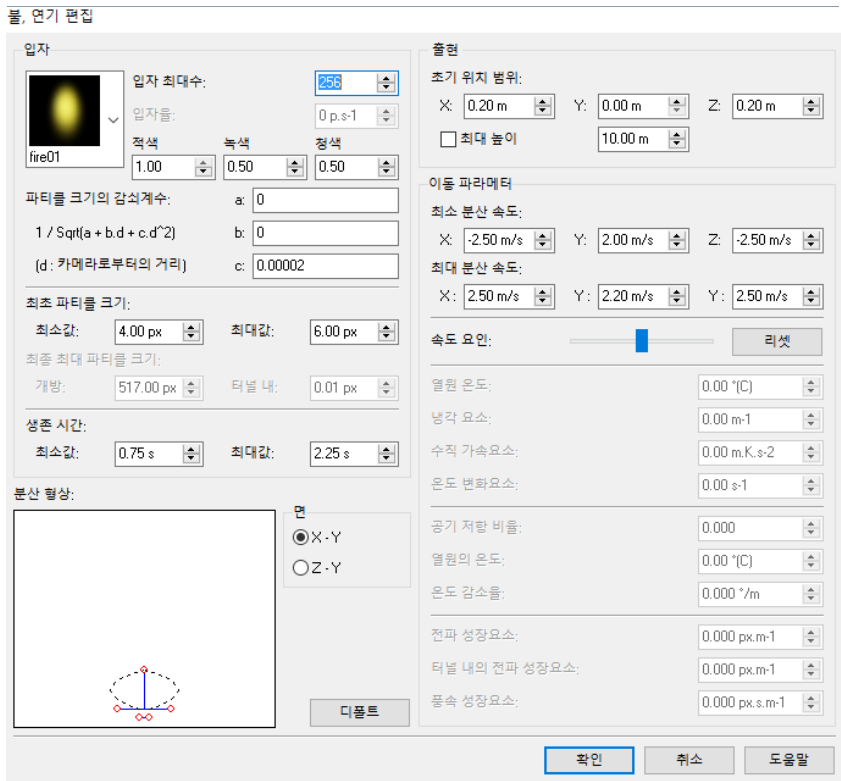 불, 연기 편집
입자
fire01
입자 최대수: 256
입자율: 0 p.s-1
적색 녹색 청색
1.00 0.50 0.50
파티클 크기의 감쇠계수: a: 0
1 / Sqrt(a + b.d + c.d^2) b: 0
(d : 카메라로부터의 거리) c: 0.00002
최초 파티클 크기:
최소값: 4.00 px 최대값: 6.00 px
최종 최대 파티클 크기:
개방: 517.00 px 터널 내: 0.01 px
생존 시간:
최소값: 0.75 s 최대값: 2.25 s
분산 형상:
면
X - Y
Z - Y
디폴트
출현
초기 위치 범위:
X: 0.20 m Y: 0.00 m Z: 0.20 m
최대 높이 10.00 m
이동 파라메터
최소 분산 속도:
X: -2.50 m/s Y: 2.00 m/s Z: -2.50 m/s
최대 분산 속도:
X : 2.50 m/s Y : 2.20 m/s Y : 2.50 m/s
속도 요인: 리셋
열원 온도: 0.00 °(C)
냉각 요소: 0.00 m-1
수직 가속요소: 0.00 m.K.s-2
온도 변화요소: 0.00 s-1
공기 저항 비율: 0.000
열원의 온도: 0.00 °(C)
온도 감소율: 0.000 °/m
전파 성장요소: 0.000 px.m-1
터널 내의 전파 성장요소: 0.000 px.m-1
풍속 성장요소: 0.000 px.s.m-1
확인 취소 도움말